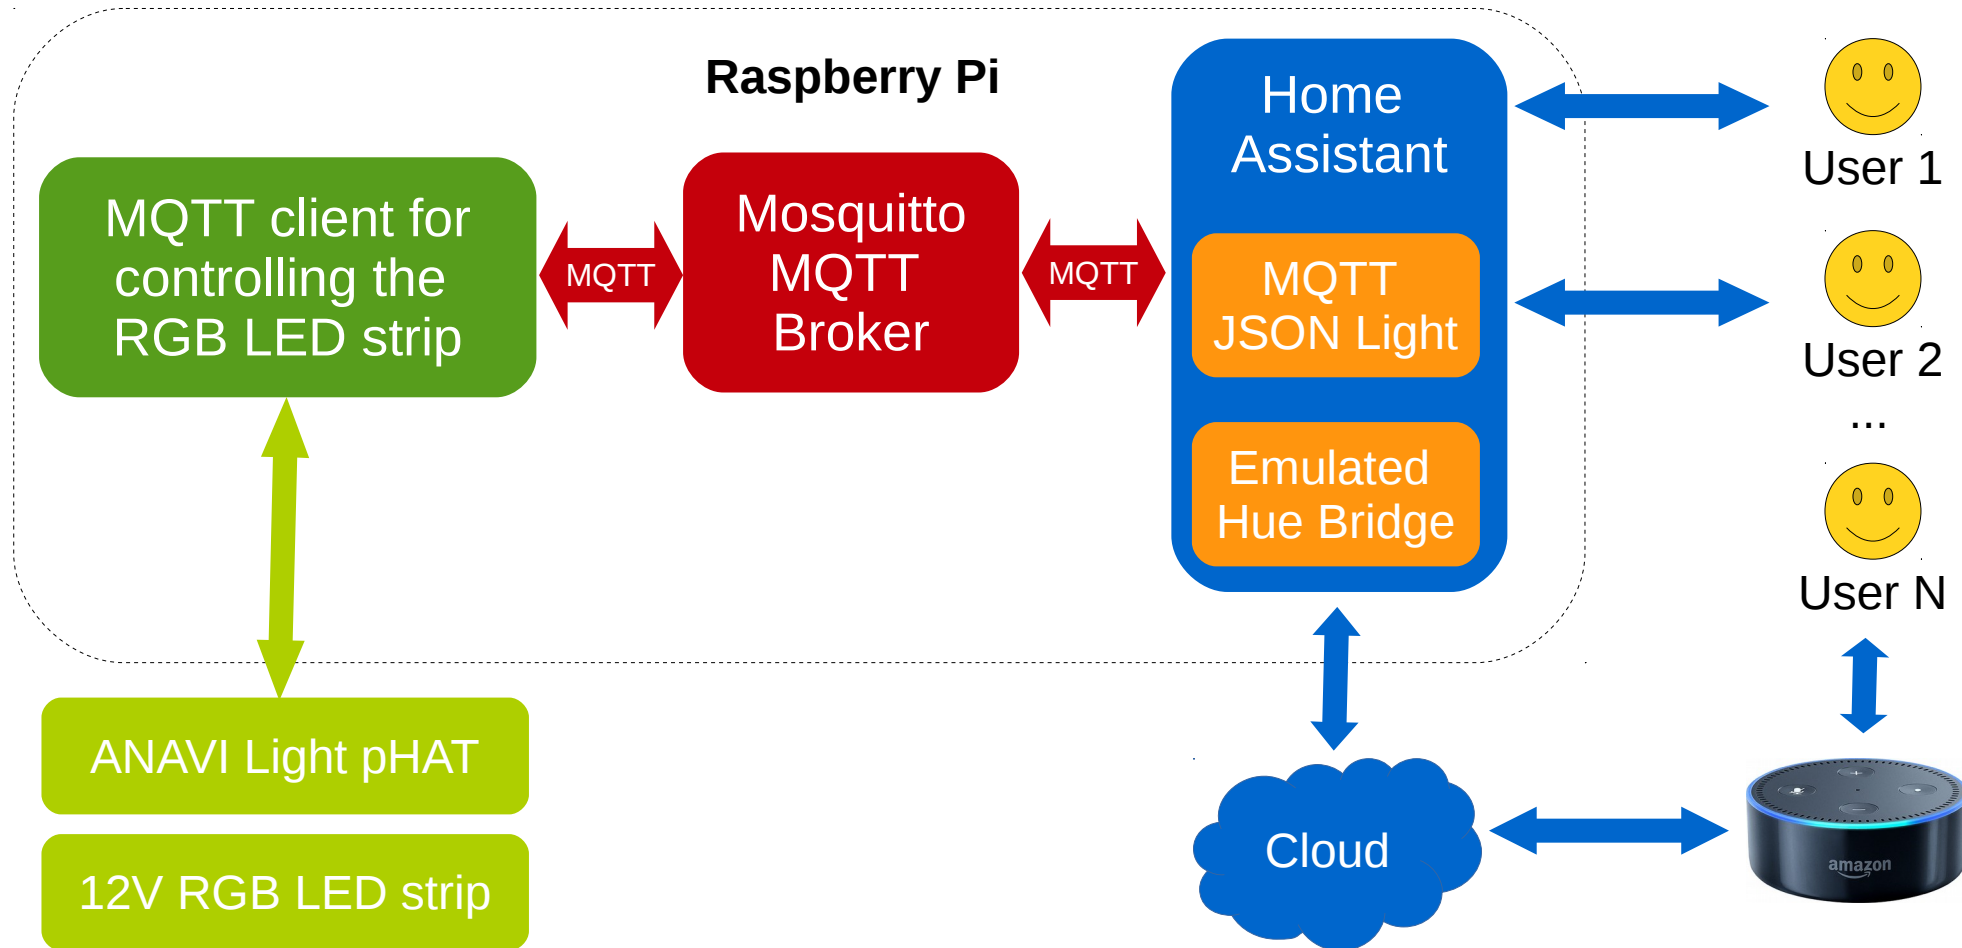 Raspberry Pi
MQTT client for
controlling the
RGB LED strip
MQTT
Mosquitto
MQTT
Broker
MQTT
Home
Assistant
MQTT
JSON Light
Emulated
Hue Bridge
User 1
User 2
...
User N
ANAVI Light pHAT
12V RGB LED strip
Cloud
amazon